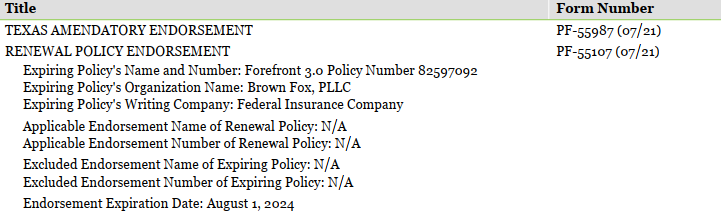 Title Form Number
TEXAS AMENDATORY ENDORSEMENT PF-55987 (07/21)
RENEWAL POLICY ENDORSEMENT PF-55107 (07/21)
Expiring Policy's Name and Number: Forefront 3.0 Policy Number 82597092
Expiring Policy's Organization Name: Brown Fox, PLLC
Expiring Policy's Writing Company: Federal Insurance Company
Applicable Endorsement Name of Renewal Policy: N/A
Applicable Endorsement Number of Renewal Policy: N/A
Excluded Endorsement Name of Expiring Policy: N/A
Excluded Endorsement Number of Expiring Policy: N/A
Endorsement Expiration Date: August 1, 2024